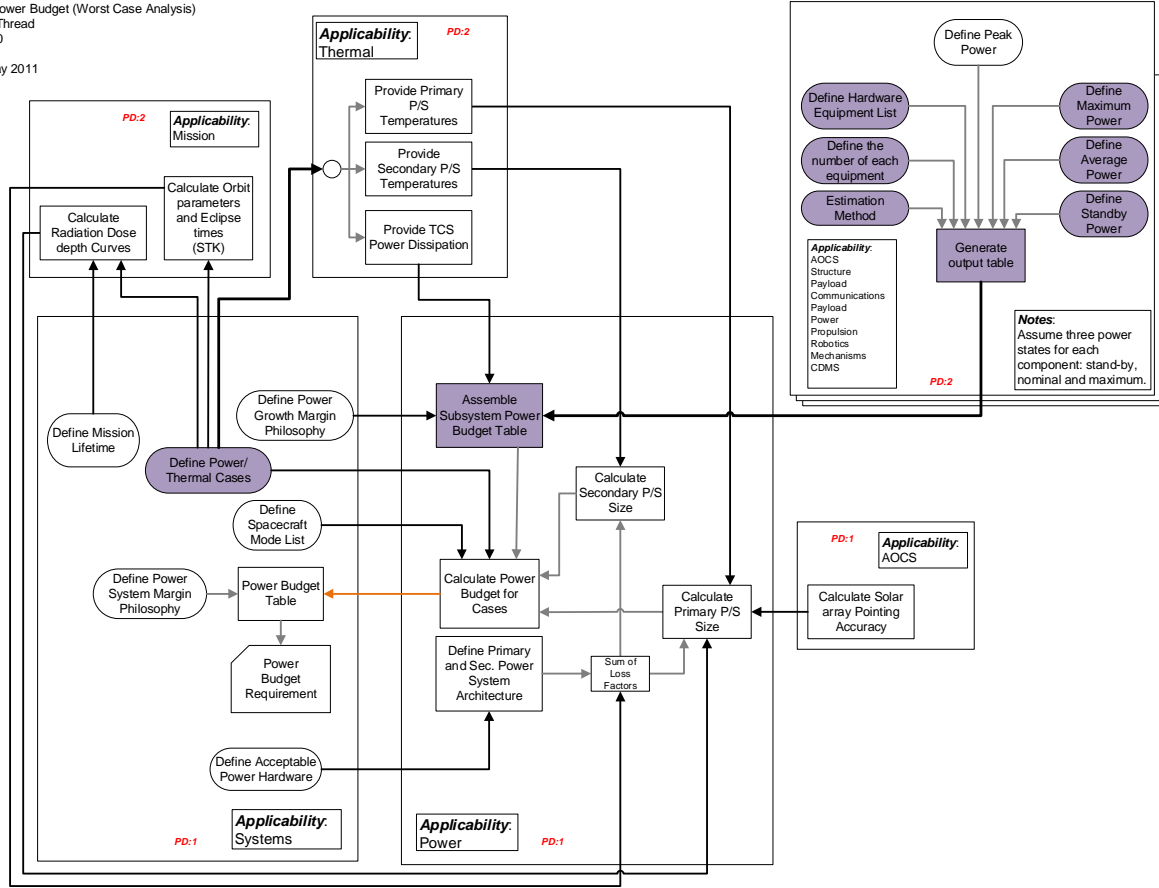 ower Budget (Worst Case Analysis)
Thread
y 2011
PD:2
Applicability:
Mission
Calculate Orbit
parameters
and Eclipse
times
(STK)
Calculate
Radiation Dose
depth Curves
Applicability:
Thermal
PD:2
Provide Primary
P/S
Temperatures
Provide
Secondary P/S
Temperatures
Provide TCS
Power Dissipation
Define Peak
Power
Define Hardware
Equipment List
Define the
number of each
equipment
Estimation
Method
Define
Maximum
Power
Define
Average
Power
Define
Standby
Power
Generate
output table
Applicability:
AOCS
Structure
Payload
Communications
Payload
Power
Propulsion
Robotics
Mechanisms
CDMS
PD:2
Notes:
Assume three power
states for each
component: stand-by,
nominal and maximum.
Define Mission
Lifetime
Define Power
Growth Margin
Philosophy
Define Power/
Thermal Cases
Define
Spacecraft
Mode List
Define Power
System Margin
Philosophy
Power Budget
Table
Power
Budget
Requirement
Define Acceptable
Power Hardware
PD:1
Applicability:
Systems
Assemble
Subsystem Power
Budget Table
Calculate
Secondary P/S
Size
Calculate Power
Budget for
Cases
Calculate
Primary P/S
Size
Define Primary
and Sec. Power
System
Architecture
Sum of
Loss
Factors
Applicability:
Power
PD:1
PD:1
Applicability:
AOCS
Calculate Solar
array Pointing
Accuracy